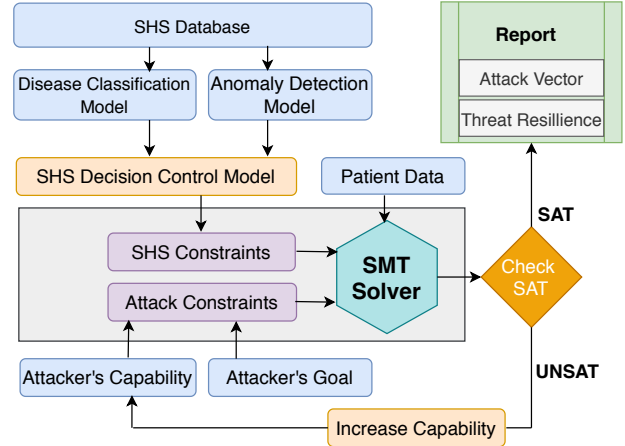 SHS Database
Disease Classification
Model
Anomaly Detection
Model
Report
Attack Vector
Threat Resillience
SHS Decision Control Model
Patient Data
SHS Constraints
Attack Constraints
SMT
Solver
Check
SAT
SAT
UNSAT
Attacker's Capability
Attacker's Goal
Increase Capability